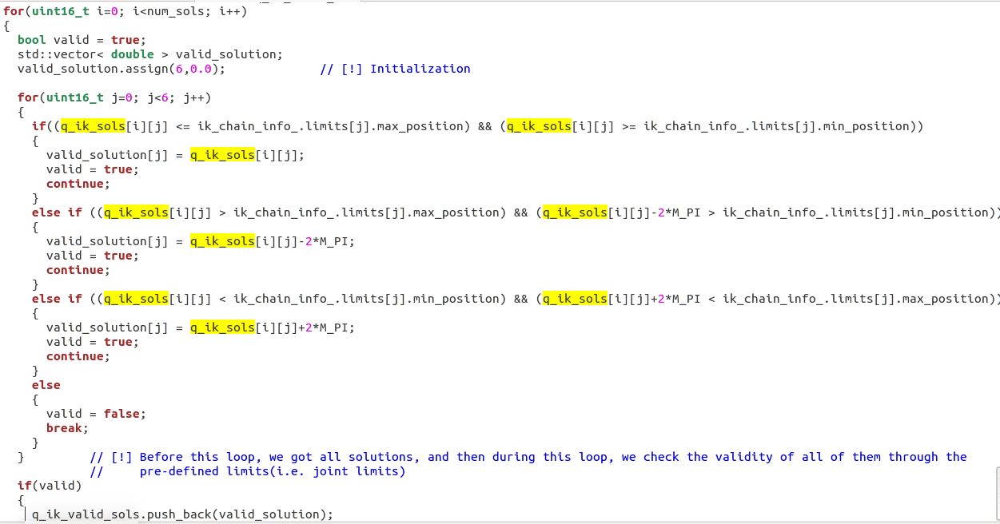 for(uint16_t i=0; i<num_sols; i++)
{
  bool valid = true;
  std::vector< double > valid_solution;
  valid_solution.assign(6,0.0);             // [!] Initialization

  for(uint16_t j=0; j<6; j++)
  {
    if((q_ik_sols[i][j] <= ik_chain_info_.limits[j].max_position) && (q_ik_sols[i][j] >= ik_chain_info_.limits[j].min_position))
    {
      valid_solution[j] = q_ik_sols[i][j];
      valid = true;
      continue;
    }
    else if ((q_ik_sols[i][j] > ik_chain_info_.limits[j].max_position) && (q_ik_sols[i][j]-2*M_PI > ik_chain_info_.limits[j].min_position))
    {
      valid_solution[j] = q_ik_sols[i][j]-2*M_PI;
      valid = true;
      continue;
    }
    else if ((q_ik_sols[i][j] < ik_chain_info_.limits[j].min_position) && (q_ik_sols[i][j]+2*M_PI < ik_chain_info_.limits[j].max_position))
    {
      valid_solution[j] = q_ik_sols[i][j]+2*M_PI;
      valid = true;
      continue;
    }
    else
    {
      valid = false;
      break;
    }
  }         // [!] Before this loop, we got all solutions, and then during this loop, we check the validity of all of them through the
            //     pre-defined limits(i.e. joint limits)
  if(valid)
  {
    q_ik_valid_sols.push_back(valid_solution);